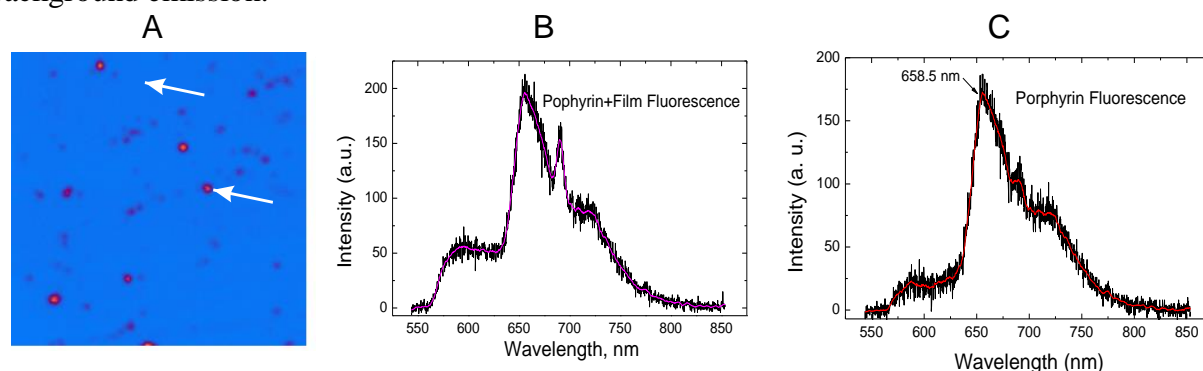 background emission.
A
B
C
Pophyrin+Film Fluorescence
200
150
100
50
0
Intensity (a.u.)
550 600 650 700 750 800 850
Wavelength, nm
658.5 nm
Porphyrin Fluorescence
200
150
100
50
0
Intensity (a. u.)
550 600 650 700 750 800 850
Wavelength (nm)